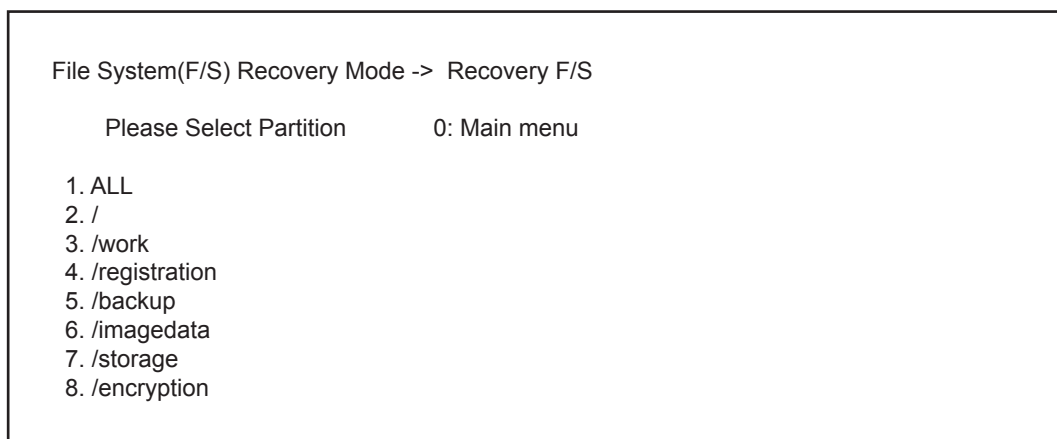 File System(F/S) Recovery Mode -> Recovery F/S
Please Select Partition 0: Main menu
1. ALL
2. /
3. /work
4. /registration
5. /backup
6. /imagedata
7. /storage
8. /encryption